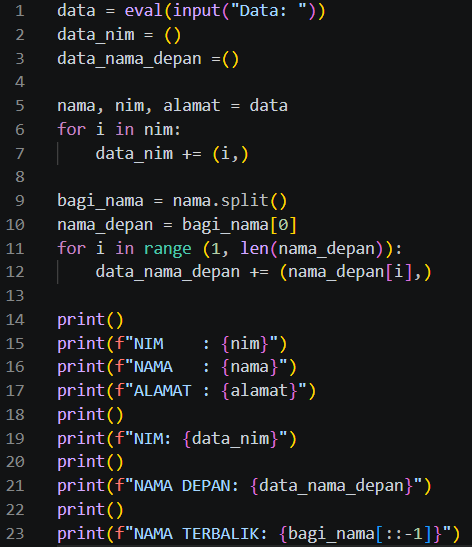 1 data = eval(input("Data: "))
2 data_nim = ()
3 data_nama_depan =()
4
5 nama, nim, alamat = data
6 for i in nim:
7     data_nim += (i,)
8
9 bagi_nama = nama.split()
10 nama_depan = bagi_nama[0]
11 for i in range (1, len(nama_depan)):
12     data_nama_depan += (nama_depan[i],)
13
14 print()
15 print(f"NIM    : {nim}")
16 print(f"NAMA   : {nama}")
17 print(f"ALAMAT : {alamat}")
18 print()
19 print(f"NIM: {data_nim}")
20 print()
21 print(f"NAMA DEPAN: {data_nama_depan}")
22 print()
23 print(f"NAMA TERBALIK: {bagi_nama[::-1]}")